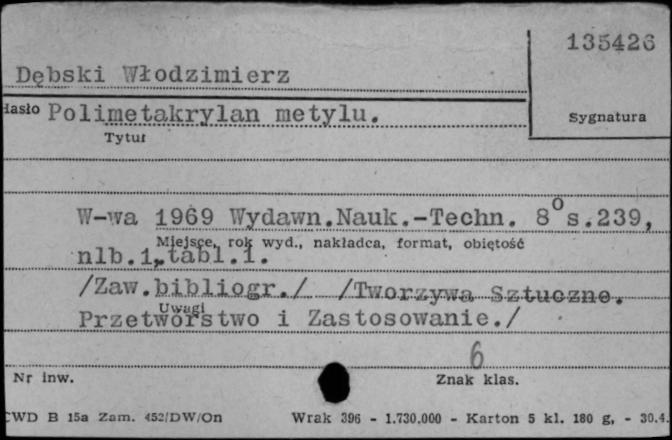 135426
Dębski Włodzimierz
Hasło Polimetakrylan metylu.
Sygnatura
Tytuł
W-wa 1969 Wydawn.Nauk.-Techn. 8° s.239,
Miejsce, rok wyd., nakładca, format, objętość
nlb.1,tabl.1.
/Zaw.bibliogr./ /Tworzywa Sztuczne.
Uwagi
Przetwórstwo i Zastosowanie./
6
Nr inw.
Znak klas.
CWD B 15a Zam. 452/DW/On Wrak 396 - 1.730.000 - Karton 5 kl. 180 g, - 30.4.